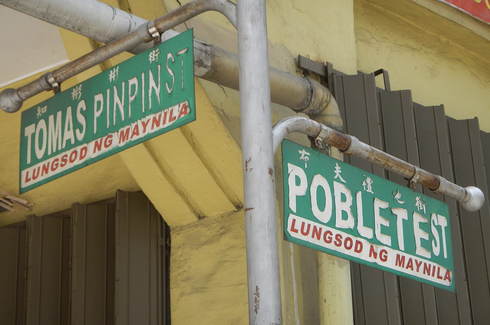 TOMAS PINPIN ST
LUNGSOD NG MAYNILA
POBLETE ST
LUNGSOD NG MAYNILA